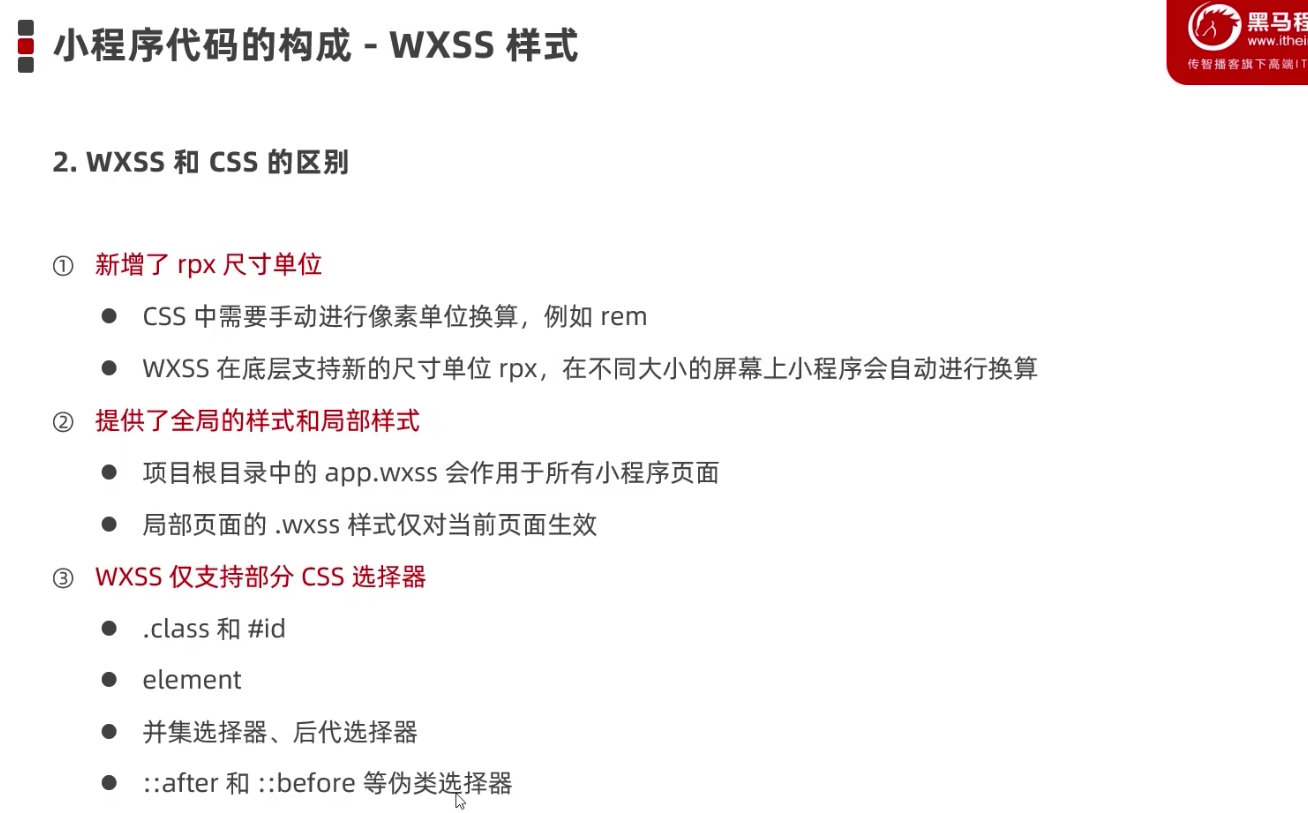 小程序代码的构成 - WXSS 样式
黑马程
www.ithei
传智播客旗下高端IT
2. WXSS 和 CSS 的区别
① 新增了 rpx 尺寸单位
● CSS 中需要手动进行像素单位换算，例如 rem
● WXSS 在底层支持新的尺寸单位 rpx，在不同大小的屏幕上小程序会自动进行换算
② 提供了全局的样式和局部样式
● 项目根目录中的 app.wxss 会作用于所有小程序页面
● 局部页面的 .wxss 样式仅对当前页面生效
③ WXSS 仅支持部分 CSS 选择器
● .class 和 #id
● element
● 并集选择器、后代选择器
● ::after 和 ::before 等伪类选择器